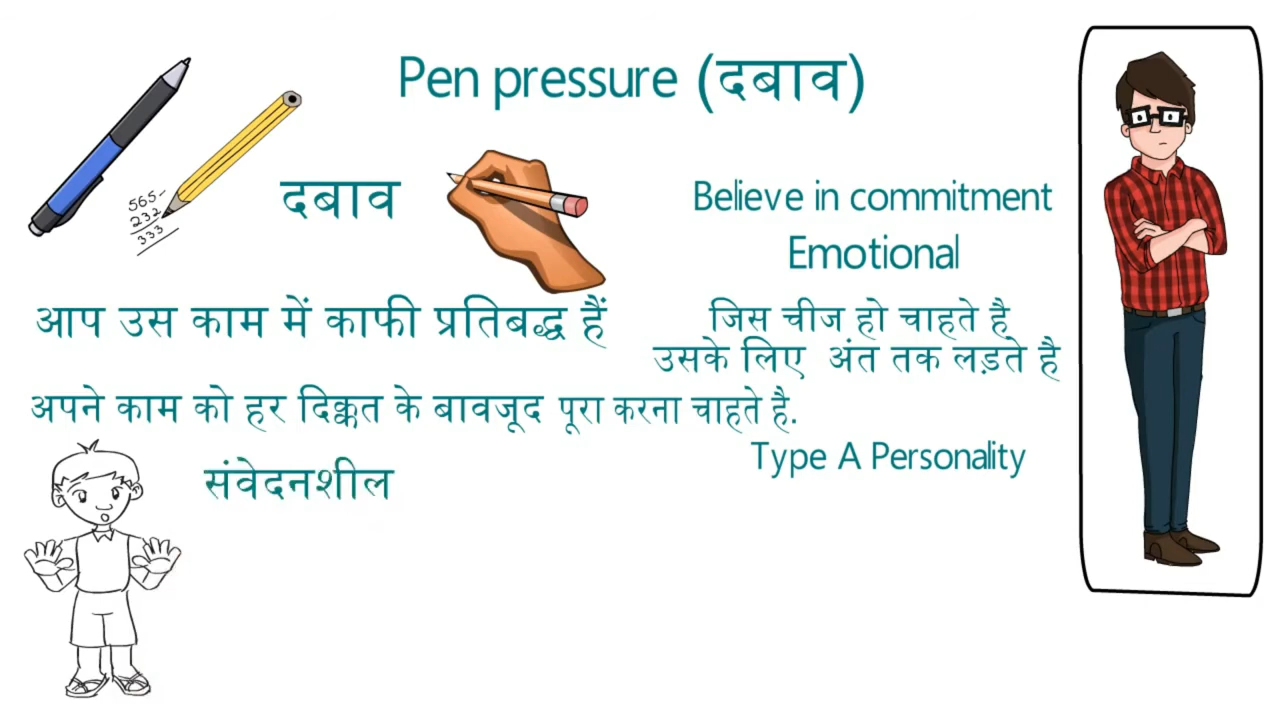 Pen pressure (दबाव)
565-
232
333
दबाव
Believe in commitment
Emotional
आप उस काम में काफी प्रतिबद्ध हैं
जिस चीज हो चाहते है
उसके लिए अंत तक लड़ते है
अपने काम को हर दिक्कत के बावजूद पूरा करना चाहते है.
Type A Personality
संवेदनशील